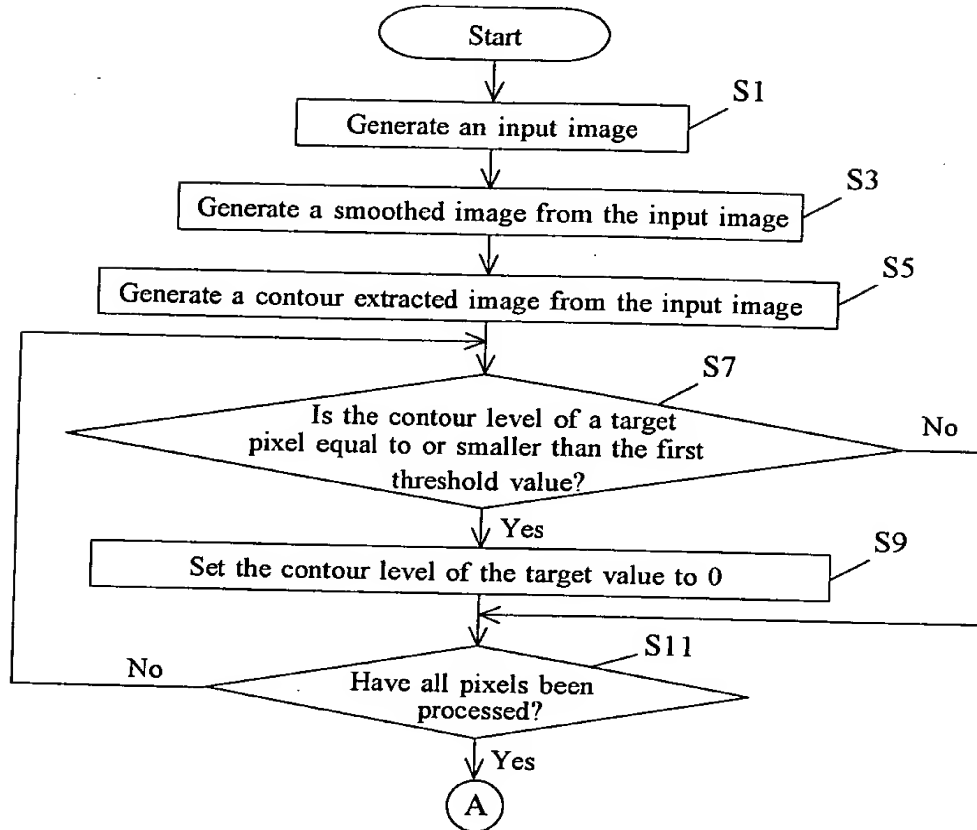 Start
S1
Generate an input image
S3
Generate a smoothed image from the input image
S5
Generate a contour extracted image from the input image
S7
Is the contour level of a target
pixel equal to or smaller than the first
threshold value?
No
Yes
S9
Set the contour level of the target value to 0
S11
No
Have all pixels been
processed?
Yes
A